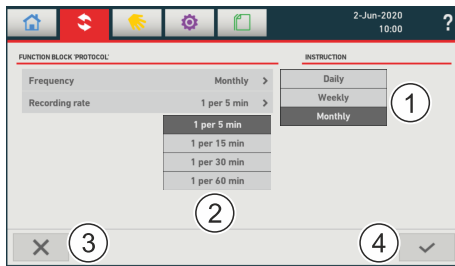 2-Jun-2020
10:00
?
FUNCTION BLOCK 'PROTOCOL'
INSTRUCTION
Frequency Monthly >
Recording rate 1 per 5 min >
Daily
Weekly
Monthly
1
1 per 5 min
1 per 15 min
1 per 30 min
1 per 60 min
2
3
4